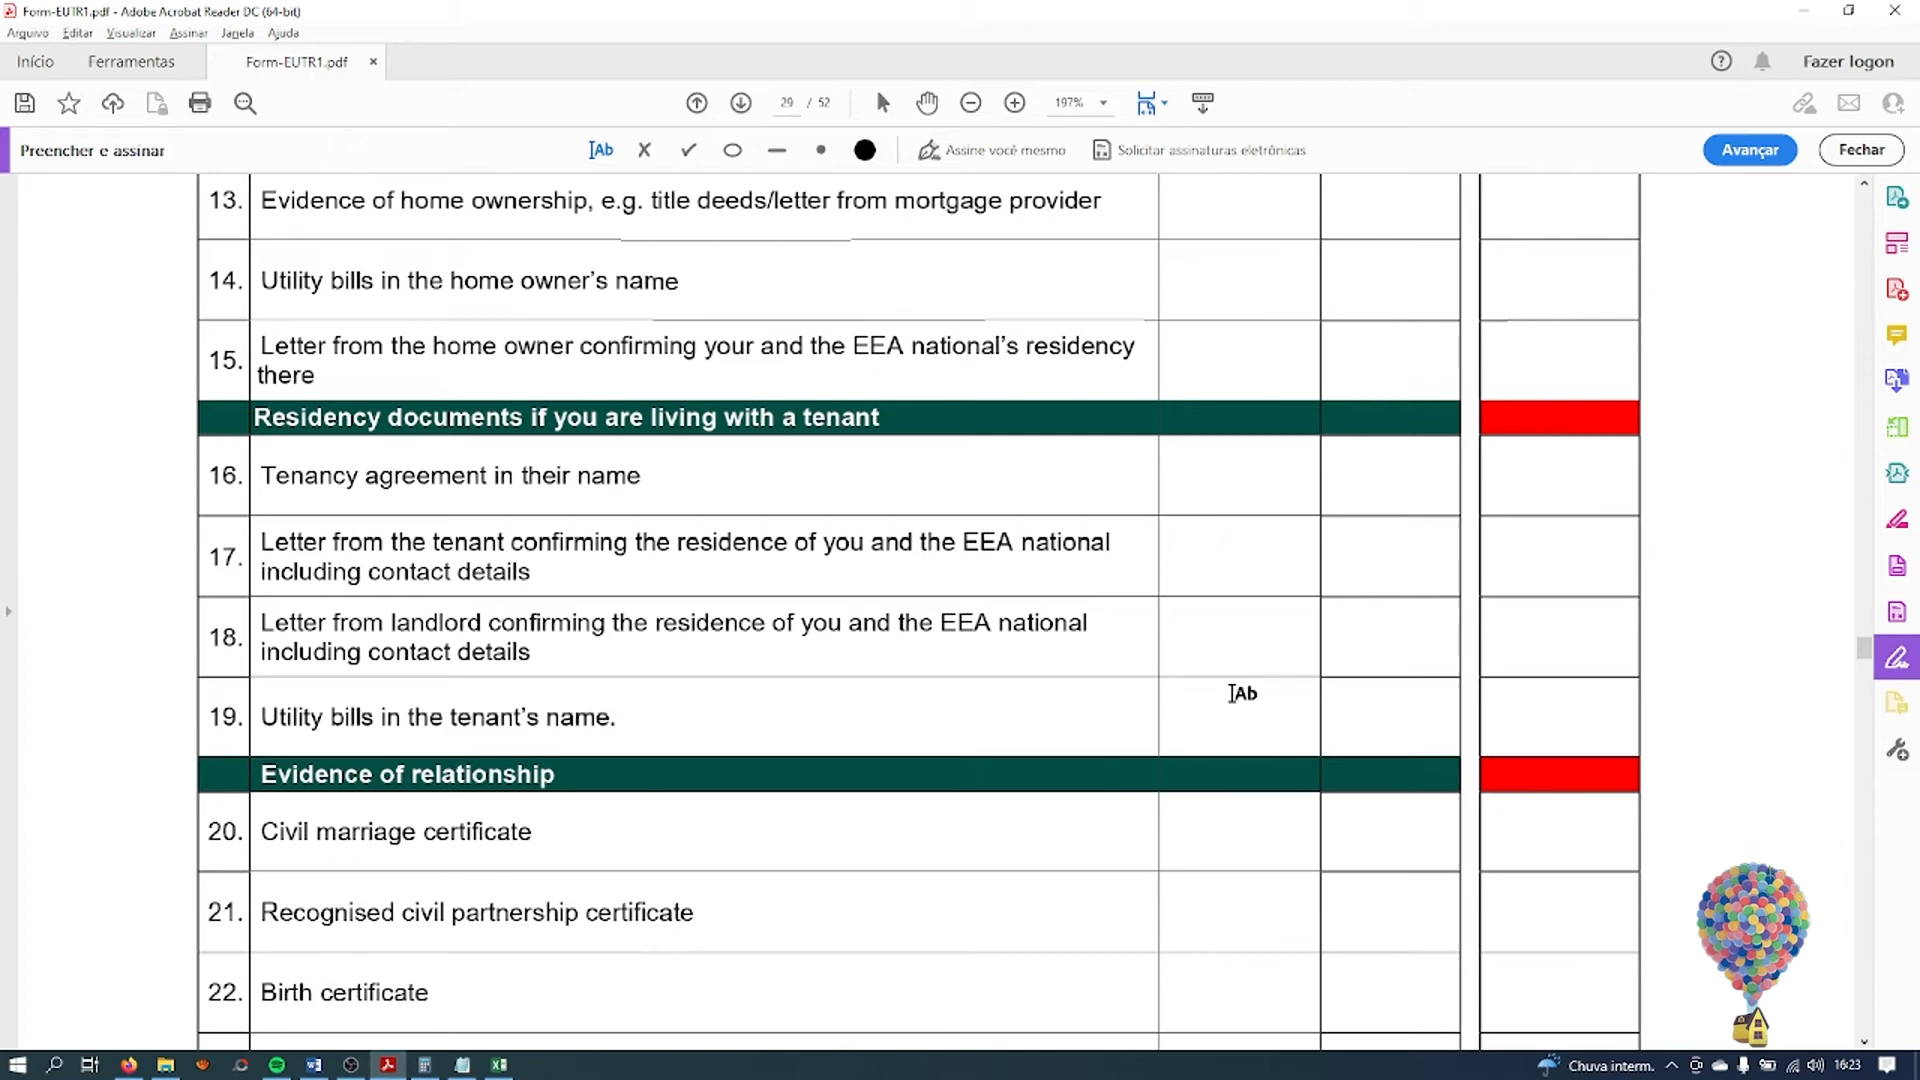 Form-EUTR1.pdf - Adobe Acrobat Reader DC (64-bit)
Arquivo Editar Visualizar Assinar Janela Ajuda
Início Ferramentas Form-EUTR1.pdf × Fazer logon
29 / 52 197%
Preencher e assinar Ab Assine você mesmo Solicitar assinaturas eletrônicas Avançar Fechar
13. Evidence of home ownership, e.g. title deeds/letter from mortgage provider
14. Utility bills in the home owner’s name
15. Letter from the home owner confirming your and the EEA national’s residency
there
Residency documents if you are living with a tenant
16. Tenancy agreement in their name
17. Letter from the tenant confirming the residence of you and the EEA national
including contact details
18. Letter from landlord confirming the residence of you and the EEA national
including contact details
Ab
19. Utility bills in the tenant’s name.
Evidence of relationship
20. Civil marriage certificate
21. Recognised civil partnership certificate
22. Birth certificate
Chuva interm. 16:23